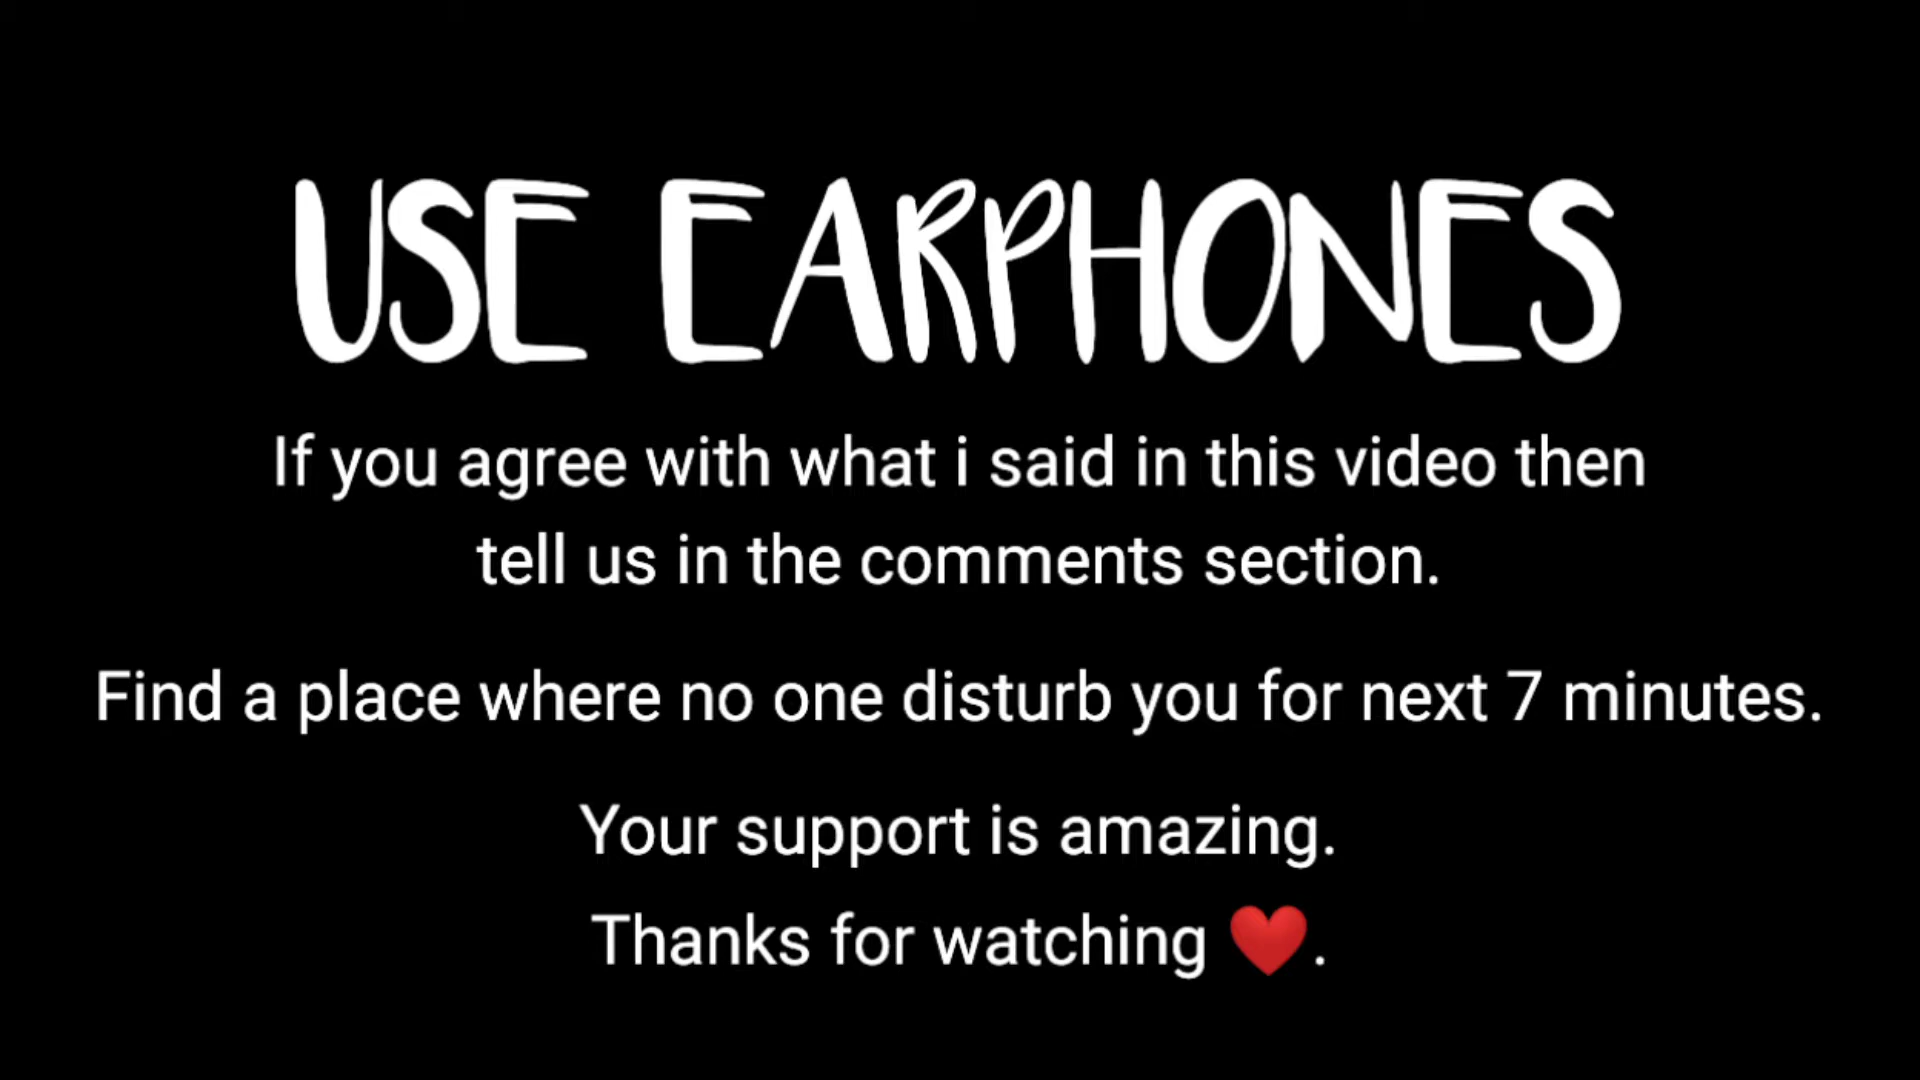 USE EARPHONES
If you agree with what i said in this video then
tell us in the comments section.
Find a place where no one disturb you for next 7 minutes.
Your support is amazing.
Thanks for watching ❤️.